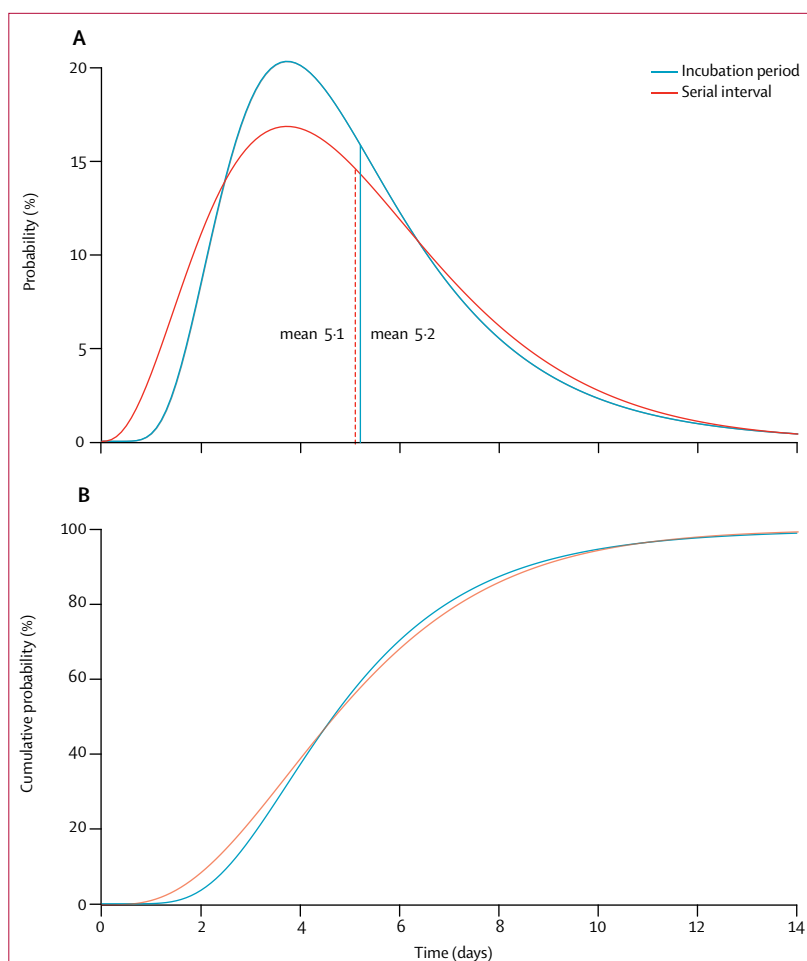 A
Incubation period
Serial interval
20
15
10
5
0
Probability (%)
mean 5·1
mean 5·2
B
100
80
60
40
20
0
Cumulative probability (%)
0 2 4 6 8 10 12 14
Time (days)